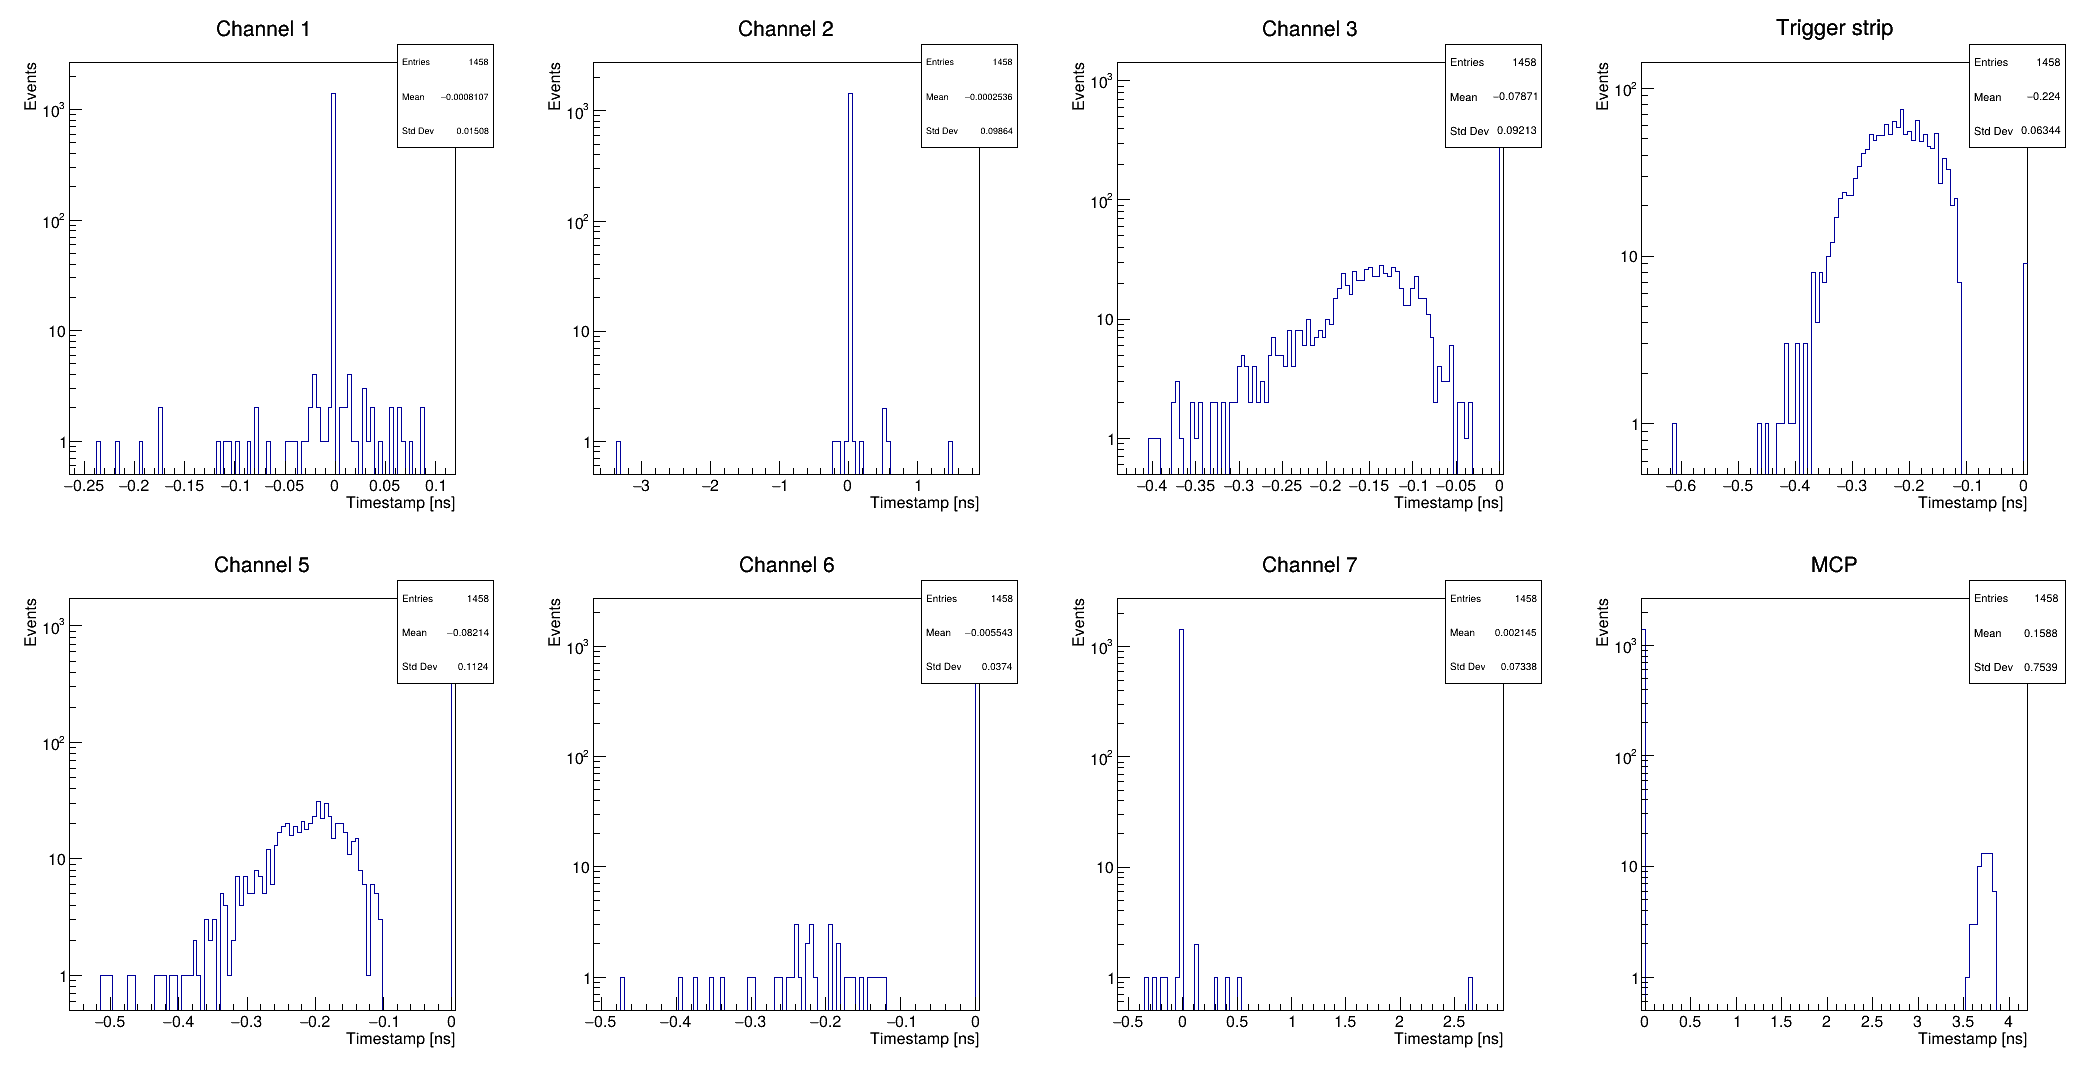 Channel 1
Entries 1458
Mean −0.0008107
Std Dev 0.01508
Events
10³
10²
10
1
−0.25 −0.2 −0.15 −0.1 −0.05 0 0.05 0.1
Timestamp [ns]
Channel 2
Entries 1458
Mean −0.0002536
Std Dev 0.09864
Events
10³
10²
10
1
−3 −2 −1 0 1
Timestamp [ns]
Channel 3
Entries 1458
Mean −0.07871
Std Dev 0.09213
Events
10³
10²
10
1
−0.4 −0.35 −0.3 −0.25 −0.2 −0.15 −0.1 −0.05 0
Timestamp [ns]
Trigger strip
Entries 1458
Mean −0.224
Std Dev 0.06344
Events
10²
10
1
−0.6 −0.5 −0.4 −0.3 −0.2 −0.1 0
Timestamp [ns]
Channel 5
Entries 1458
Mean −0.08214
Std Dev 0.1124
Events
10³
10²
10
1
−0.5 −0.4 −0.3 −0.2 −0.1 0
Timestamp [ns]
Channel 6
Entries 1458
Mean −0.005543
Std Dev 0.0374
Events
10³
10²
10
1
−0.5 −0.4 −0.3 −0.2 −0.1 0
Timestamp [ns]
Channel 7
Entries 1458
Mean 0.002145
Std Dev 0.07338
Events
10³
10²
10
1
−0.5 0 0.5 1 1.5 2 2.5
Timestamp [ns]
MCP
Entries 1458
Mean 0.1588
Std Dev 0.7539
Events
10³
10²
10
1
0 0.5 1 1.5 2 2.5 3 3.5 4
Timestamp [ns]